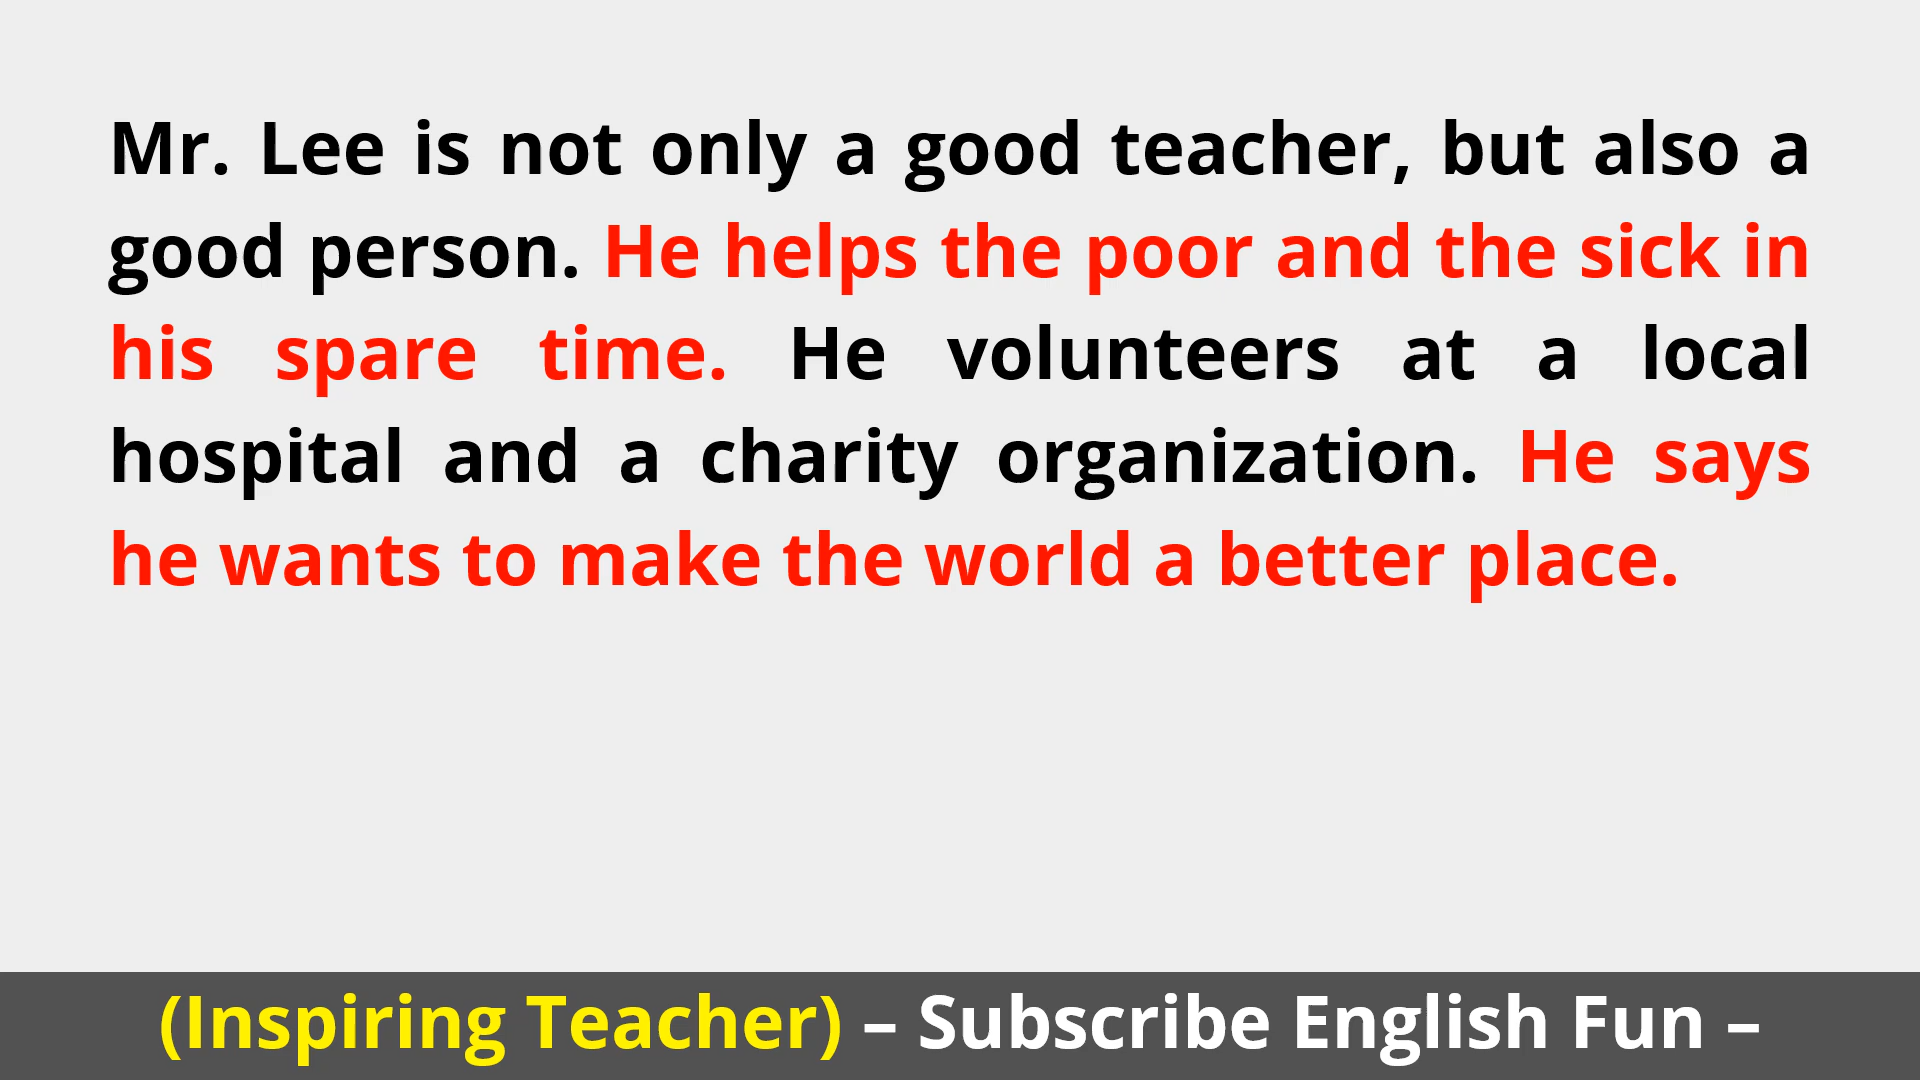 Mr. Lee is not only a good teacher, but also a
good person. He helps the poor and the sick in
his spare time. He volunteers at a local
hospital and a charity organization. He says
he wants to make the world a better place.
(Inspiring Teacher) – Subscribe English Fun –